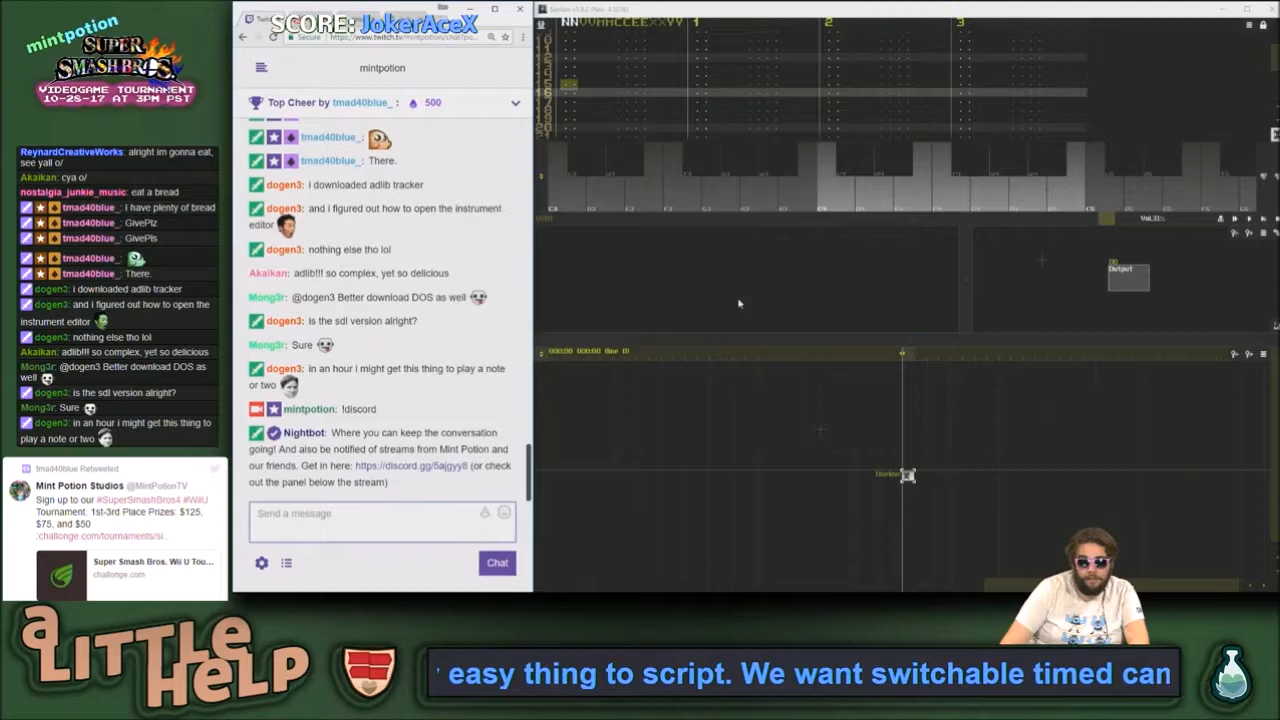 mintpotion
SUPER
SMASH BROS.
VIDEOGAME TOURNAMENT
10-28-17 AT 3PM PST
ReynardCreativeWorks: alright im gonna eat,
see yall o/
Akaikan: cya o/
nostalgia_junkie_music: eat a bread
tmad40blue_: I have plenty of bread
tmad40blue_: GivePlz
tmad40blue_: GivePls
tmad40blue_:
tmad40blue_: There.
dogen3: i downloaded adlib tracker
dogen3: and i figured out how to open the
instrument editor
dogen3: nothing else tho lol
Akaikan: adlib!!! so complex, yet so delicious
Mong3r: @dogen3 Better download DOS as
well
dogen3: is the sdl version alright?
Mong3r: Sure
dogen3: in an hour i might get this thing to
play a note or two
tmad40blue Retweeted
Mint Potion Studios @MintPotionTV
Sign up to our #SuperSmashBros4 #WiiU
Tournament. 1st-3rd Place Prizes: $125,
$75, and $50
:challonge.com/tournaments/si...
Super Smash Bros. Wii U Tou...
challonge.com
SCORE: JokerAceX
Secure
mintpotion
Top Cheer by tmad40blue_: 500
tmad40blue_:
tmad40blue_: There.
dogen3: i downloaded adlib tracker
dogen3: and i figured out how to open the instrument
editor
dogen3: nothing else tho lol
Akaikan: adlib!!! so complex, yet so delicious
Mong3r: @dogen3 Better download DOS as well
dogen3: is the sdl version alright?
Mong3r: Sure
dogen3: in an hour i might get this thing to play a note
or two
mintpotion: !discord
Nightbot: Where you can keep the conversation
going! And also be notified of streams from Mint Potion and
our friends. Get in here: https://discord.gg/5ajgyy8 (or check
out the panel below the stream)
Send a message
Chat
NNVVMMCCEEXXYY 1 2 3
Output
a LITTLE HELP
easy thing to script. We want switchable timed can